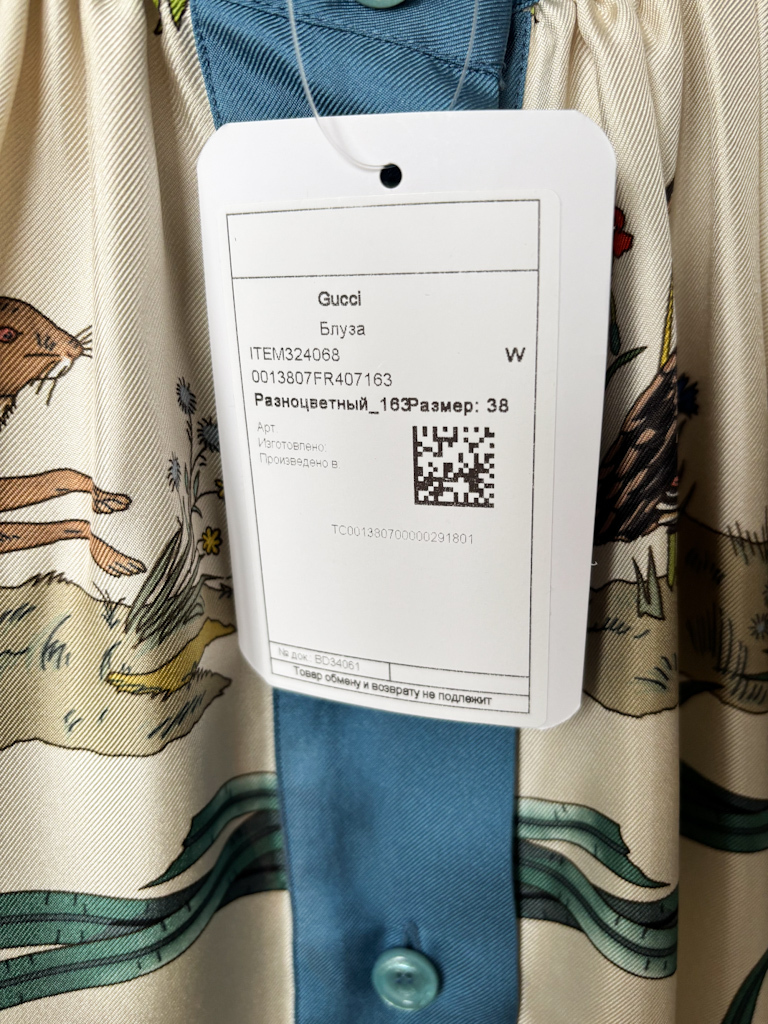 Gucci
Блуза
ITEM324068 W
0013807FR407163
Разноцветный_163Размер: 38
Арт
Изготовлено:
Произведено в:
TC001380700000291801
№ док.: BD34061
Товар обмену и возврату не подлежит